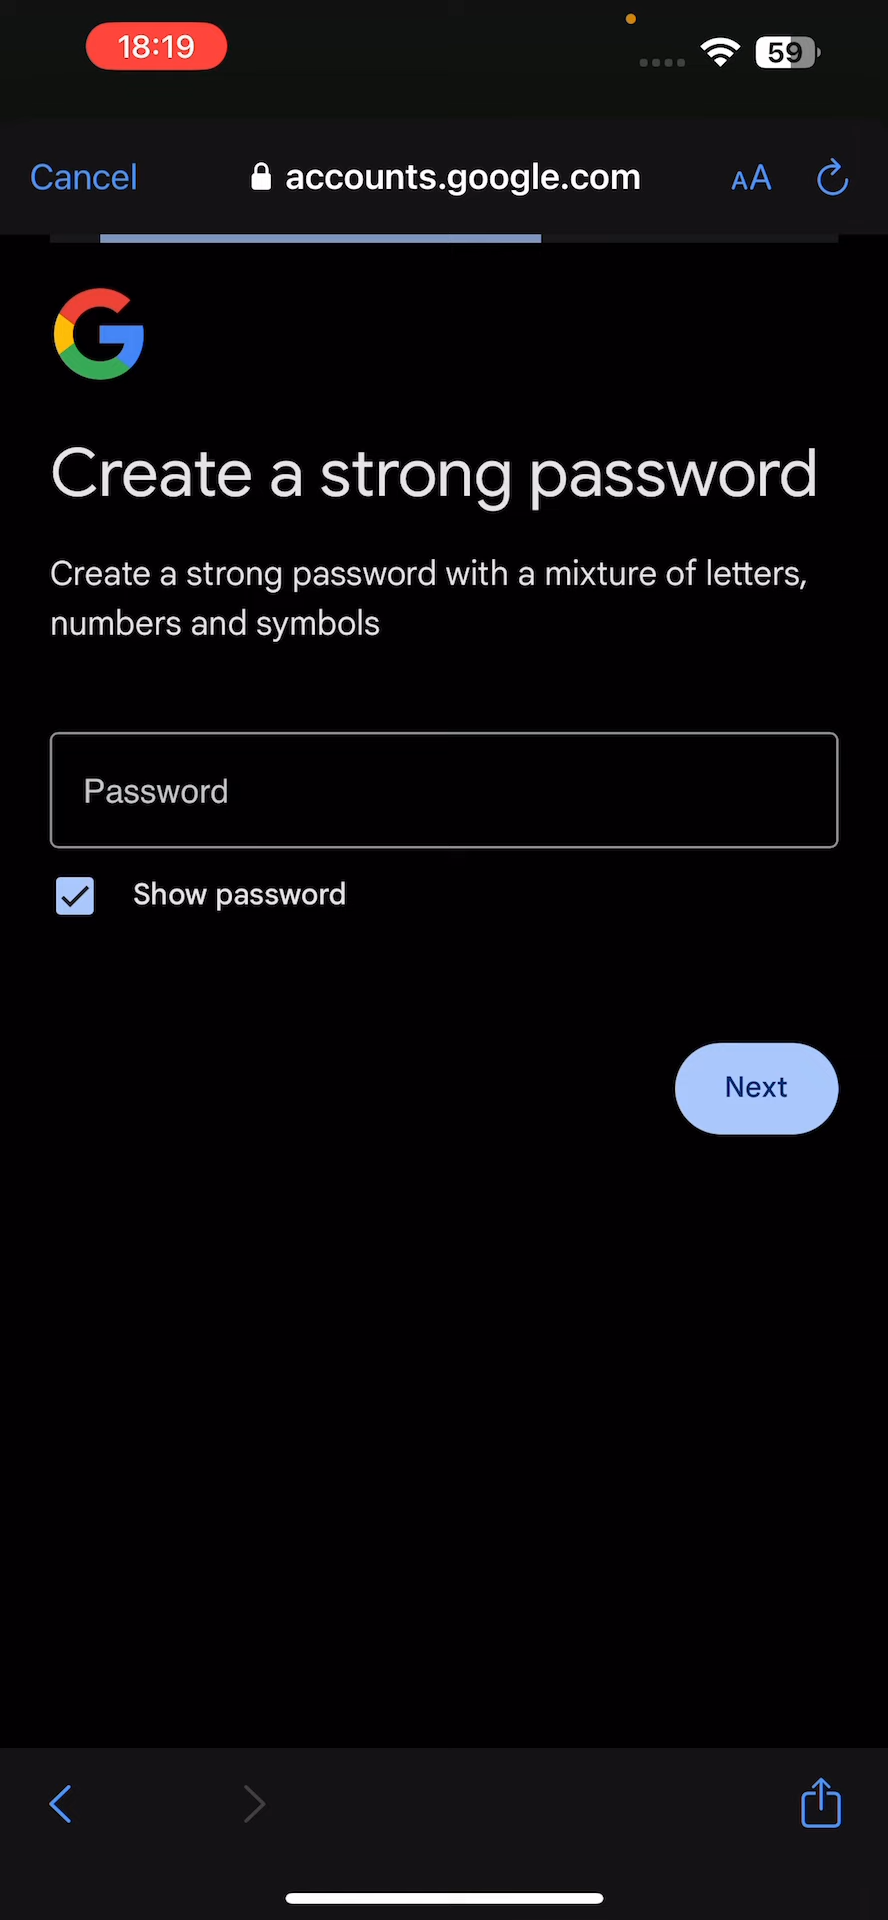 18:19
59
Cancel
accounts.google.com
AA
Create a strong password
Create a strong password with a mixture of letters,
numbers and symbols
Password
Show password
Next